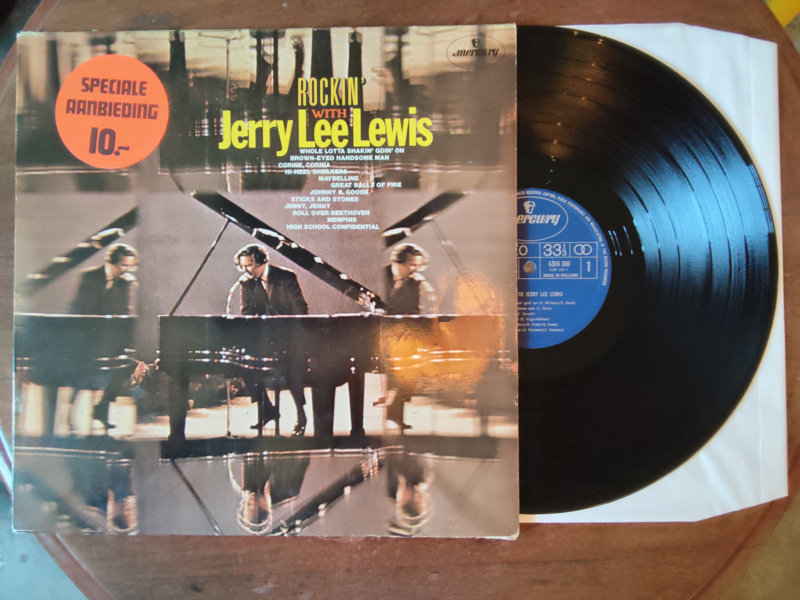 SPECIALE
AANBIEDING
10.-
mercury
ROCKIN'
WITH
Jerry Lee Lewis
WHOLE LOTTA SHAKIN' GOIN' ON
BROWN-EYED HANDSOME MAN
CORINE, CORINA
HI-HEEL SNEAKERS
MAYBELLINE
GREAT BALLS OF FIRE
JOHNNY B. GOODE
STICKS AND STONES
JENNY, JENNY
ROLL OVER BEETHOVEN
MEMPHIS
HIGH SCHOOL CONFIDENTIAL
mercury
33⅓
6336 300
MADE IN HOLLAND
1
JERRY LEE LEWIS